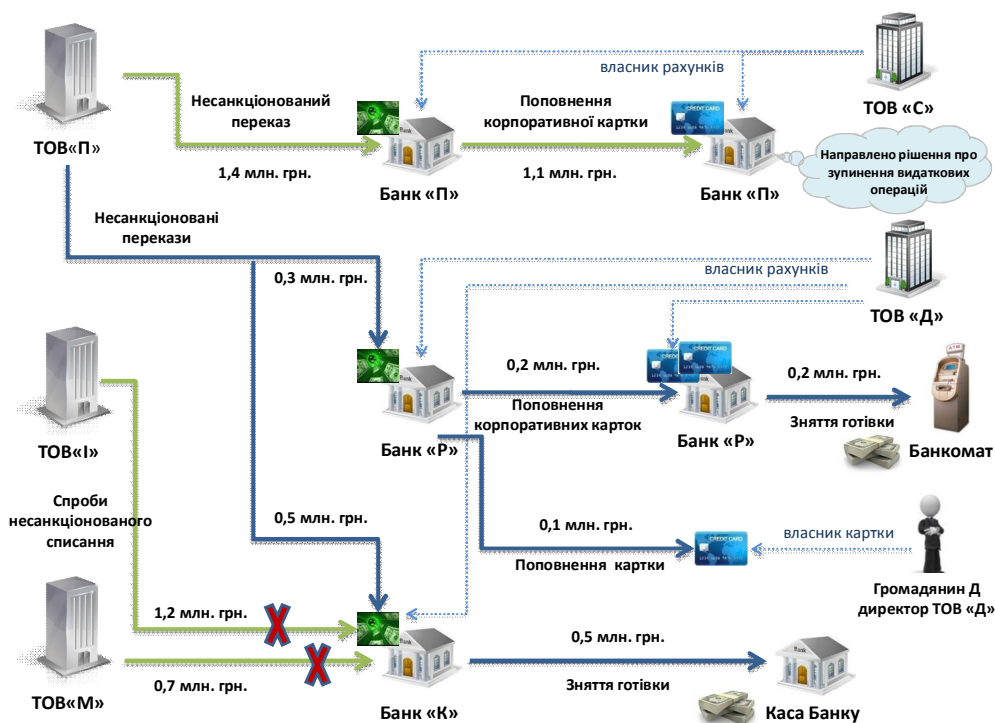 власник рахунків
ТОВ «С»
Несанкціонований
переказ
Поповнення
корпоративної картки
ТОВ«П»
1,4 млн. грн.
1,1 млн. грн.
Банк «П»
Банк «П»
Направлено рішення про
зупинення видаткових
операцій
Несанкціоновані
перекази
0,3 млн. грн.
власник рахунків
ТОВ «Д»
0,2 млн. грн.
0,2 млн. грн.
Поповнення
корпоративних карток
Зняття готівки
ТОВ«І»
Банк «Р»
Банк «Р»
Банкомат
Спроби
несанкціонованого
списання
0,5 млн. грн.
0,1 млн. грн.
власник картки
Поповнення картки
Громадянин Д
директор ТОВ «Д»
1,2 млн. грн.
0,5 млн. грн.
0,7 млн. грн.
Зняття готівки
ТОВ«М»
Банк «К»
Каса Банку